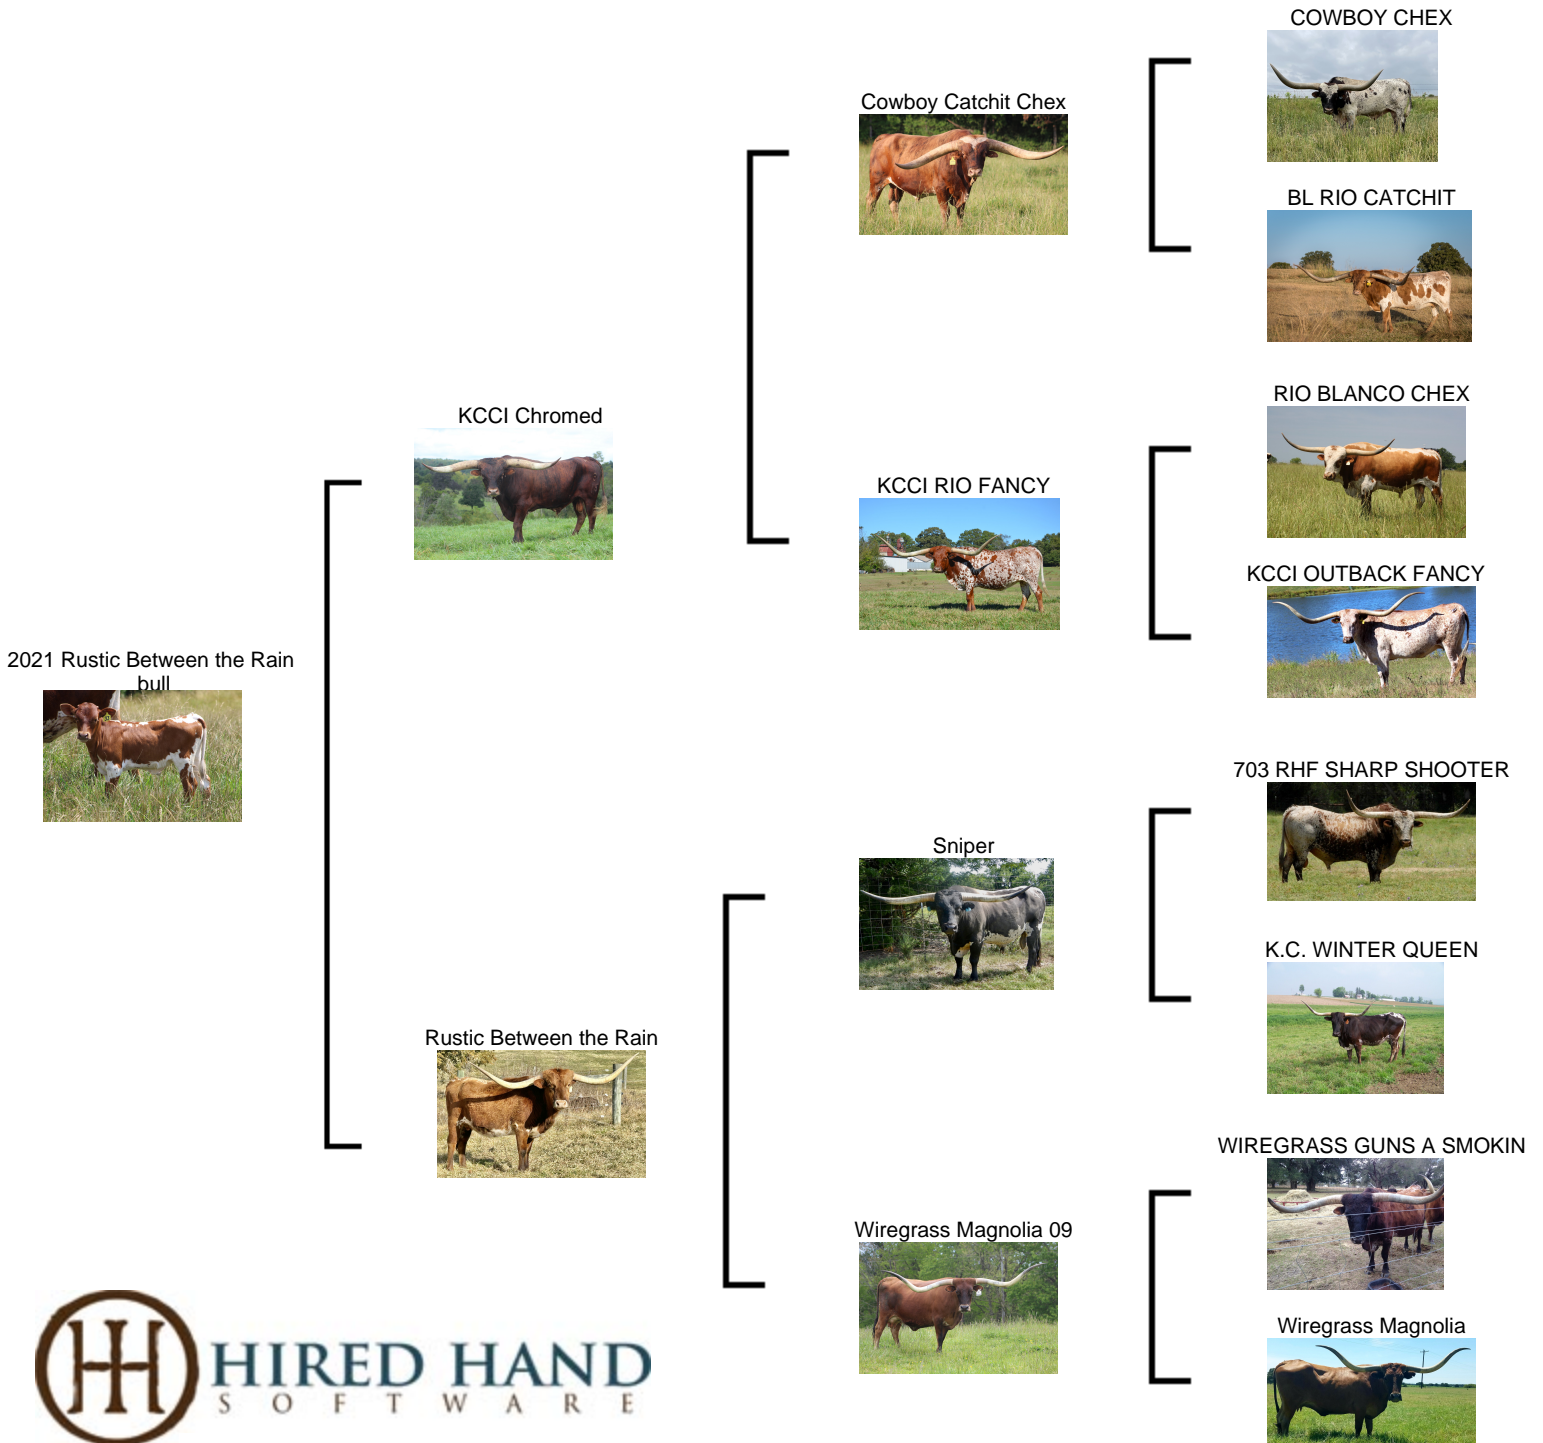 COWBOY CHEX
Cowboy Catchit Chex
BL RIO CATCHIT
KCCI Chromed
RIO BLANCO CHEX
KCCI RIO FANCY
KCCI OUTBACK FANCY
2021 Rustic Between the Rain
bull
703 RHF SHARP SHOOTER
Sniper
K.C. WINTER QUEEN
Rustic Between the Rain
WIREGRASS GUNS A SMOKIN
Wiregrass Magnolia 09
Wiregrass Magnolia
HIRED HAND
SOFTWARE